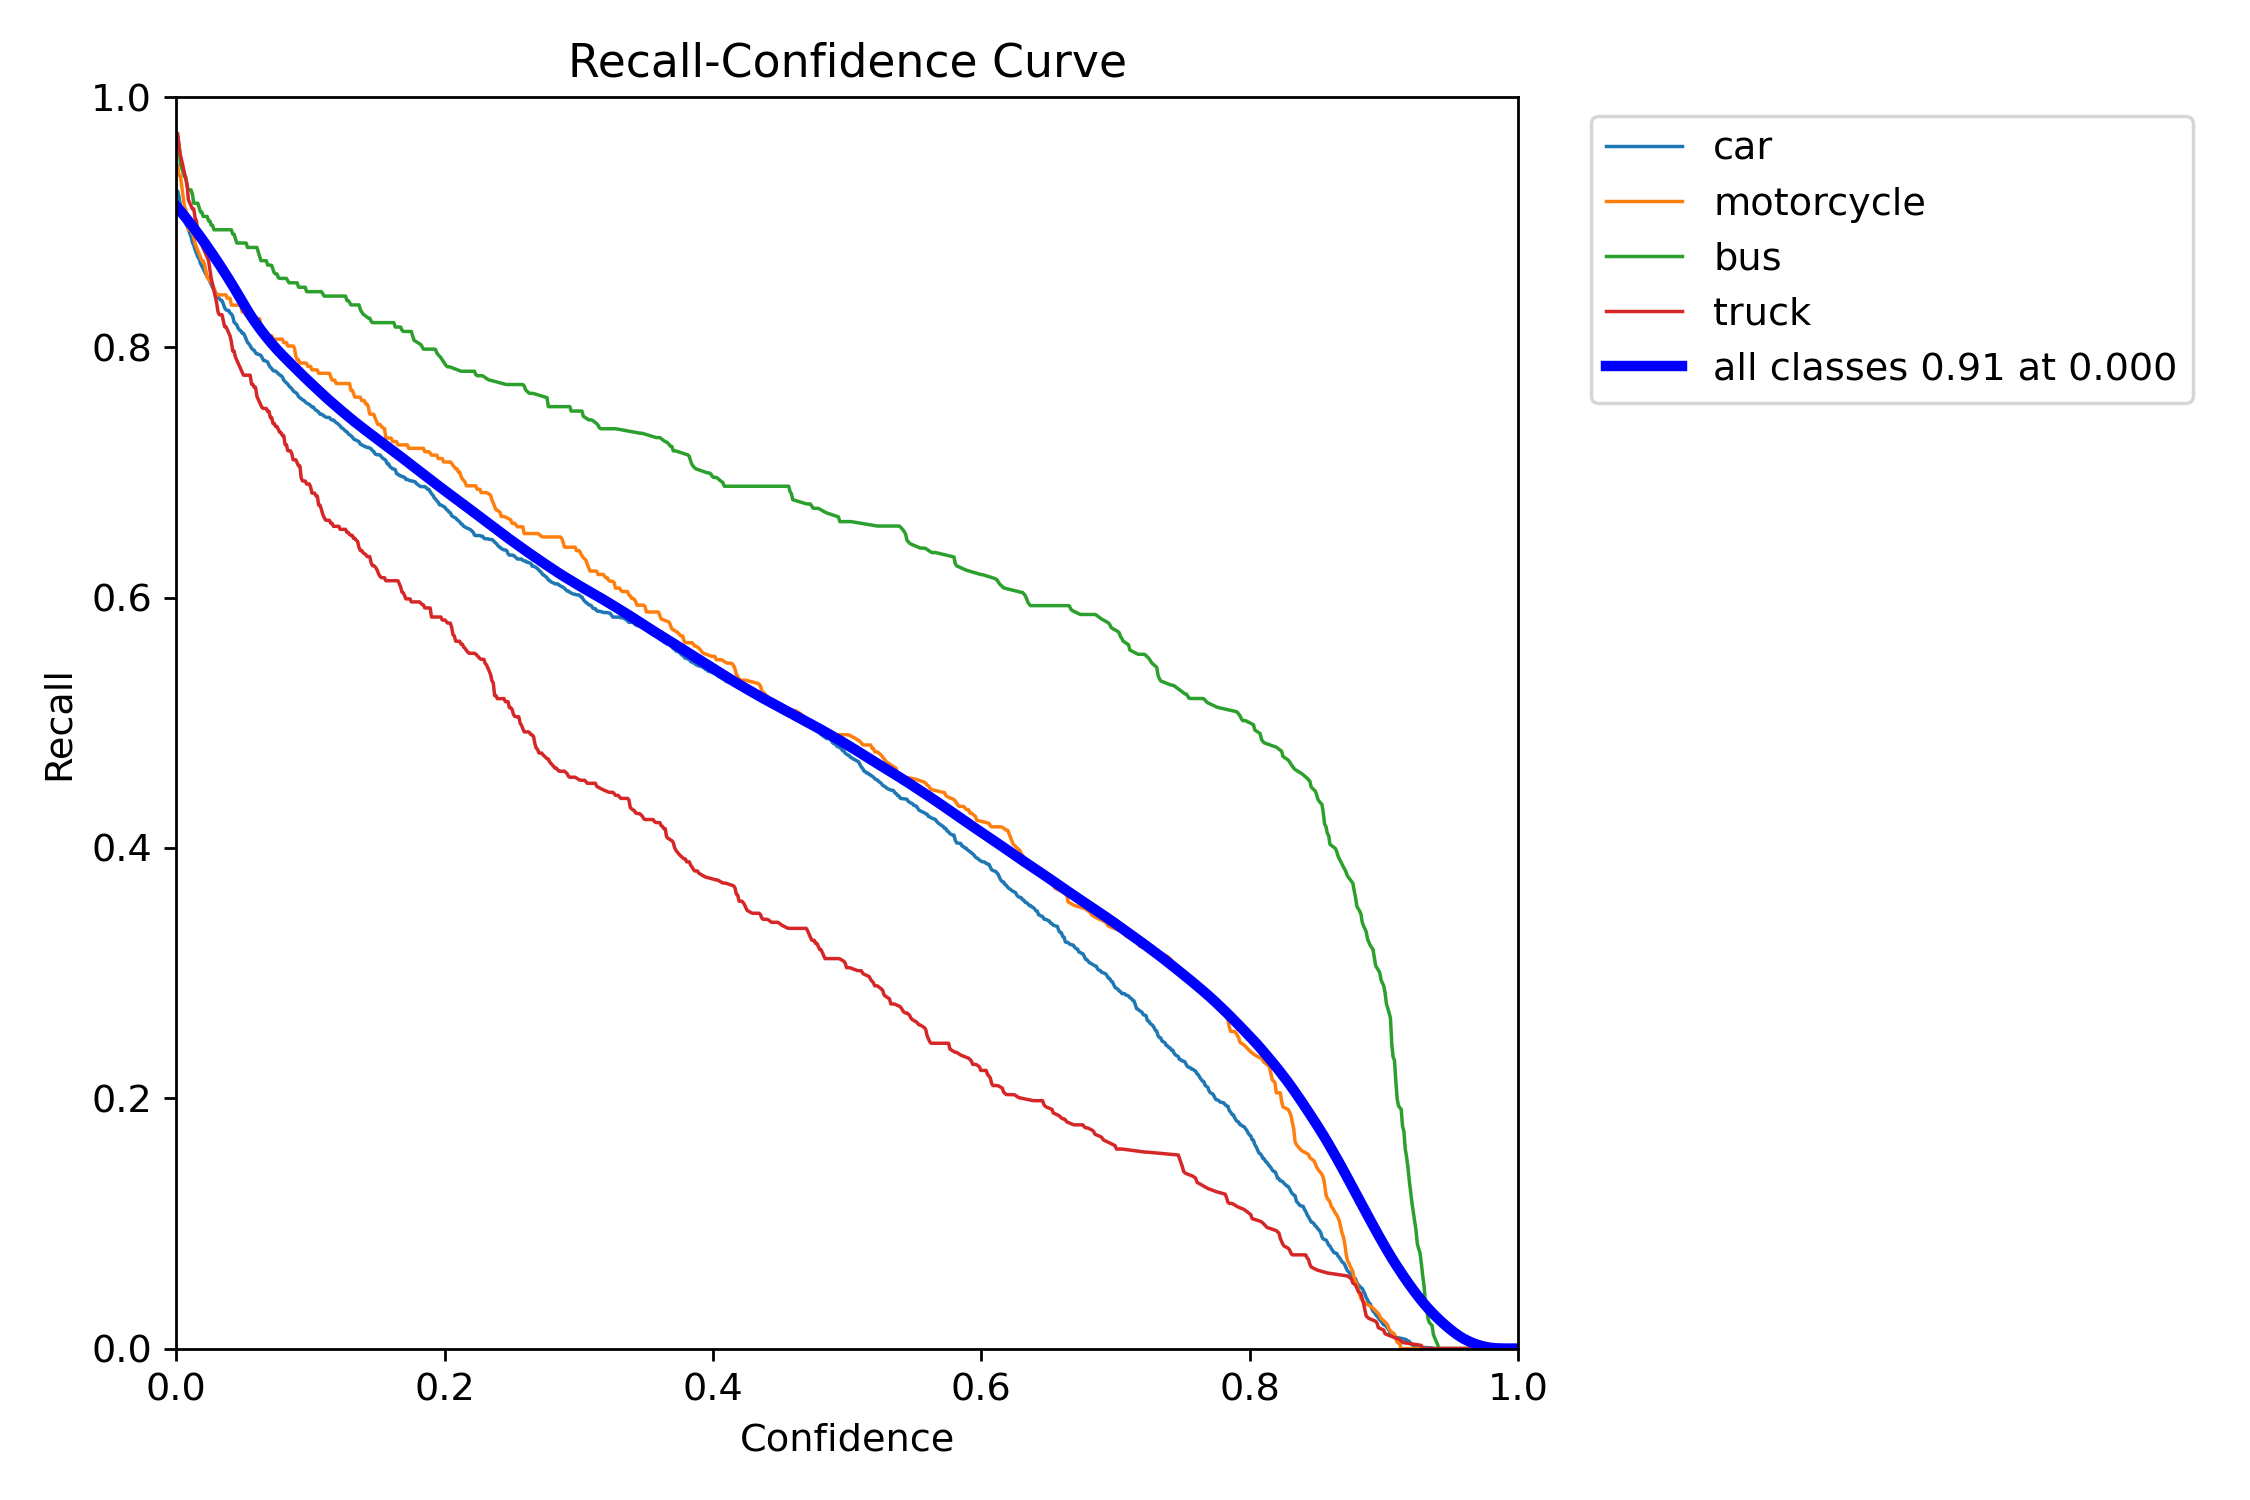 Recall-Confidence Curve
1.0
0.8
0.6
0.4
0.2
0.0
Recall
0.0 0.2 0.4 0.6 0.8 1.0
Confidence
car
motorcycle
bus
truck
all classes 0.91 at 0.000